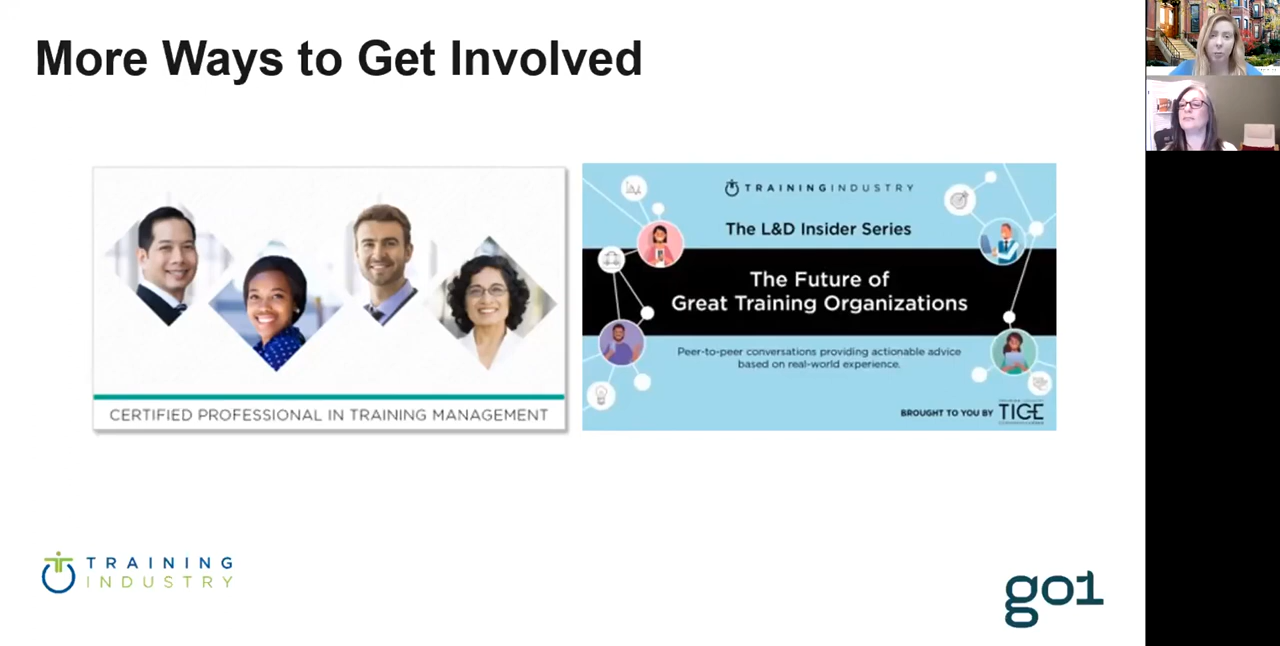 More Ways to Get Involved
CERTIFIED PROFESSIONAL IN TRAINING MANAGEMENT
TRAININGINDUSTRY
The L&D Insider Series
The Future of
Great Training Organizations
Peer-to-peer conversations providing actionable advice
based on real-world experience.
BROUGHT TO YOU BY TICE
TRAINING
INDUSTRY
go1